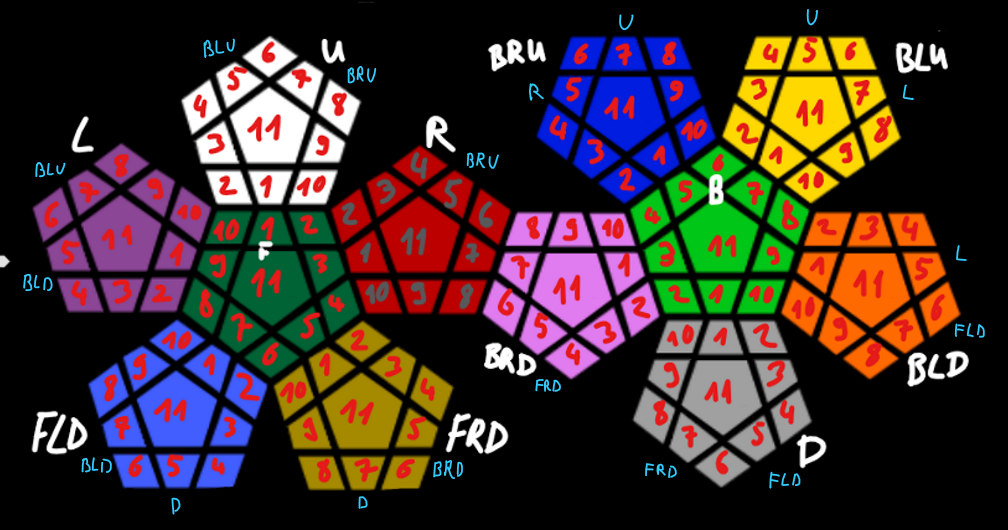 U
BLU
BRU
6
5 7
4 8
11
3 9
2 1 10
L
BLU
8
7 9
6 10
11
5 1
BLD
4 3 2
F
10 1 2
9 3
11
8 4
7 5
6
R
BRU
4
3 5
2 6
11
1 7
10 9 8
FLD
10
9 1
8 2
11
7 3
BLD
6 5 4
D
FRD
2
1 3
10 4
11
9 5
8 7 6
BRD
D
BRU
U
6 7 8
R
5 9
11
4 10
3 1
2
BLU
U
4 5 6
3 7
L
11
2 8
1 9
10
B
6
5 7
4 8
11
3 9
2 1 10
BRD
8 9 10
7 1
11
6 2
5 3
4
FRD
BLD
2 3 4
L
1 5
11
10 6
FLD
9 7
8
D
10 1 2
9 3
11
8 4
7 5
6
FRD
FLD